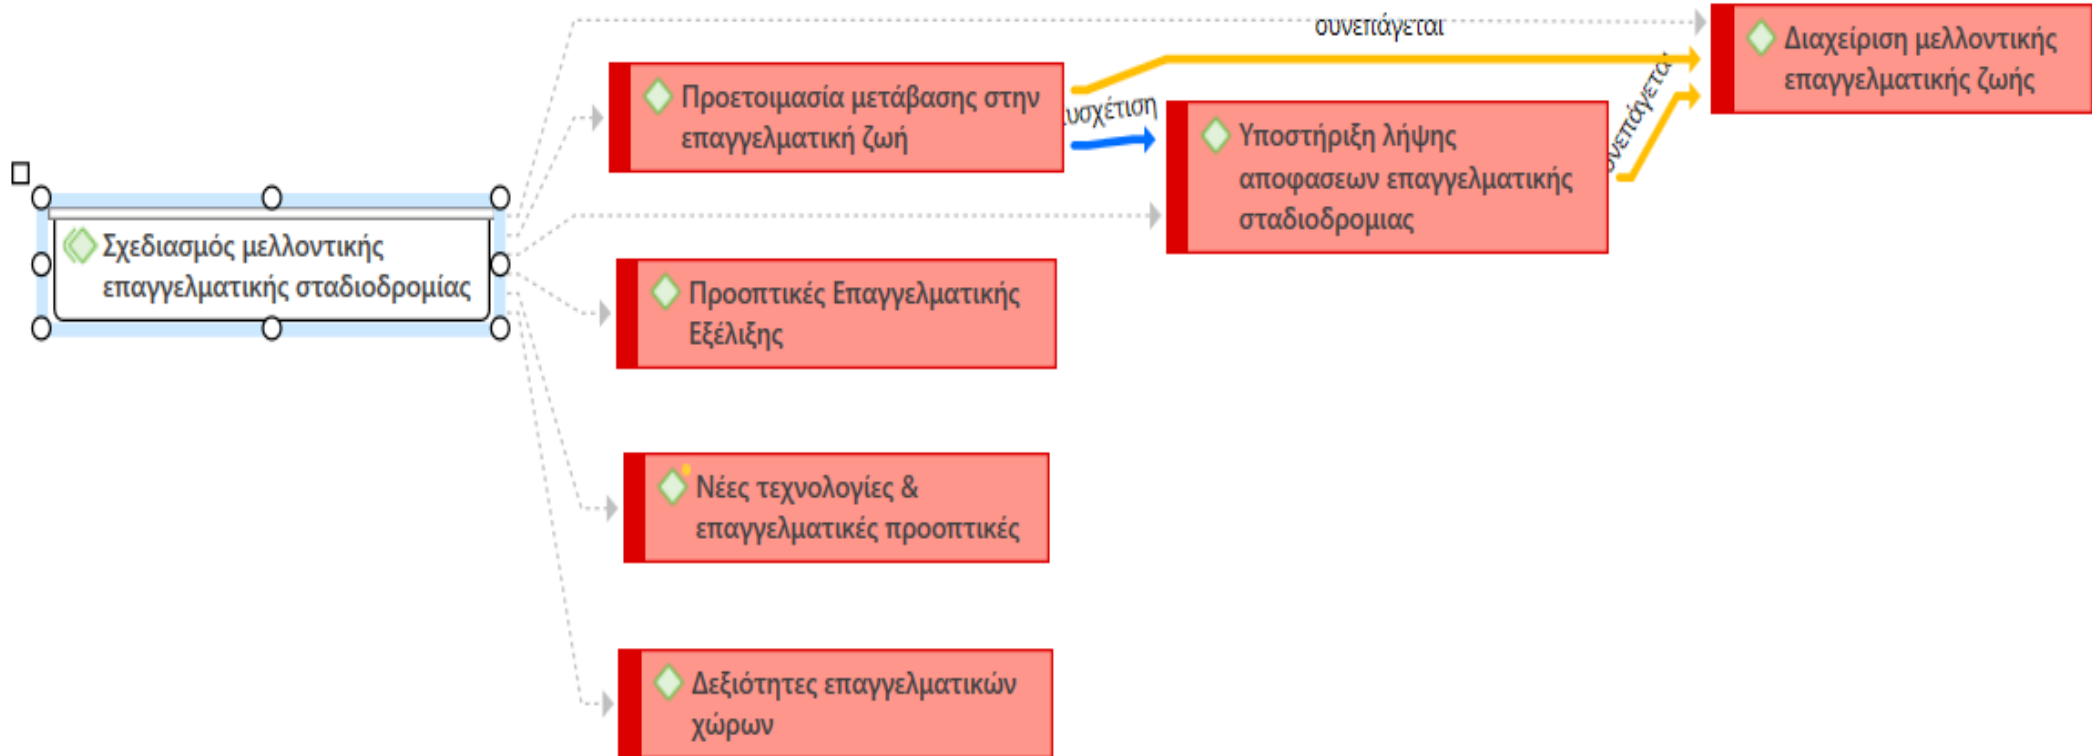 συνεπάγεται
Διαχείριση μελλοντικής
επαγγελματικής ζωής
Προετοιμασία μετάβασης στην
επαγγελματική ζωή
Υποστήριξη λήψης
αποφασεων επαγγελματικής
σταδιοδρομιας
Σχεδιασμός μελλοντικής
επαγγελματικής σταδιοδρομίας
Προοπτικές Επαγγελματικής
Εξέλιξης
Νέες τεχνολογίες &
επαγγελματικές προοπτικές
Δεξιότητες επαγγελματικών
χώρων